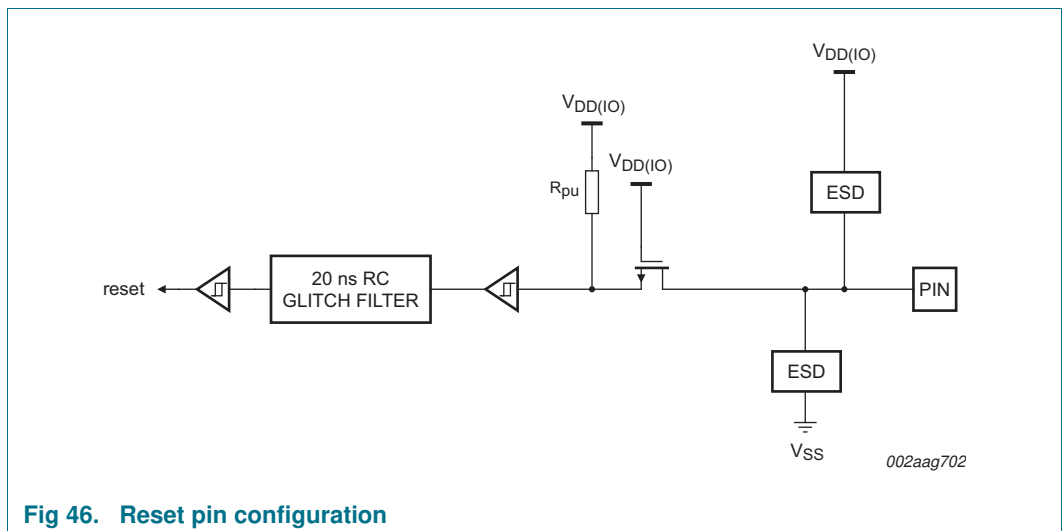 VDD(IO)
VDD(IO)
VDD(IO)
Rpu
ESD
reset
20 ns RC
GLITCH FILTER
PIN
ESD
VSS
002aag702
Fig 46. Reset pin configuration